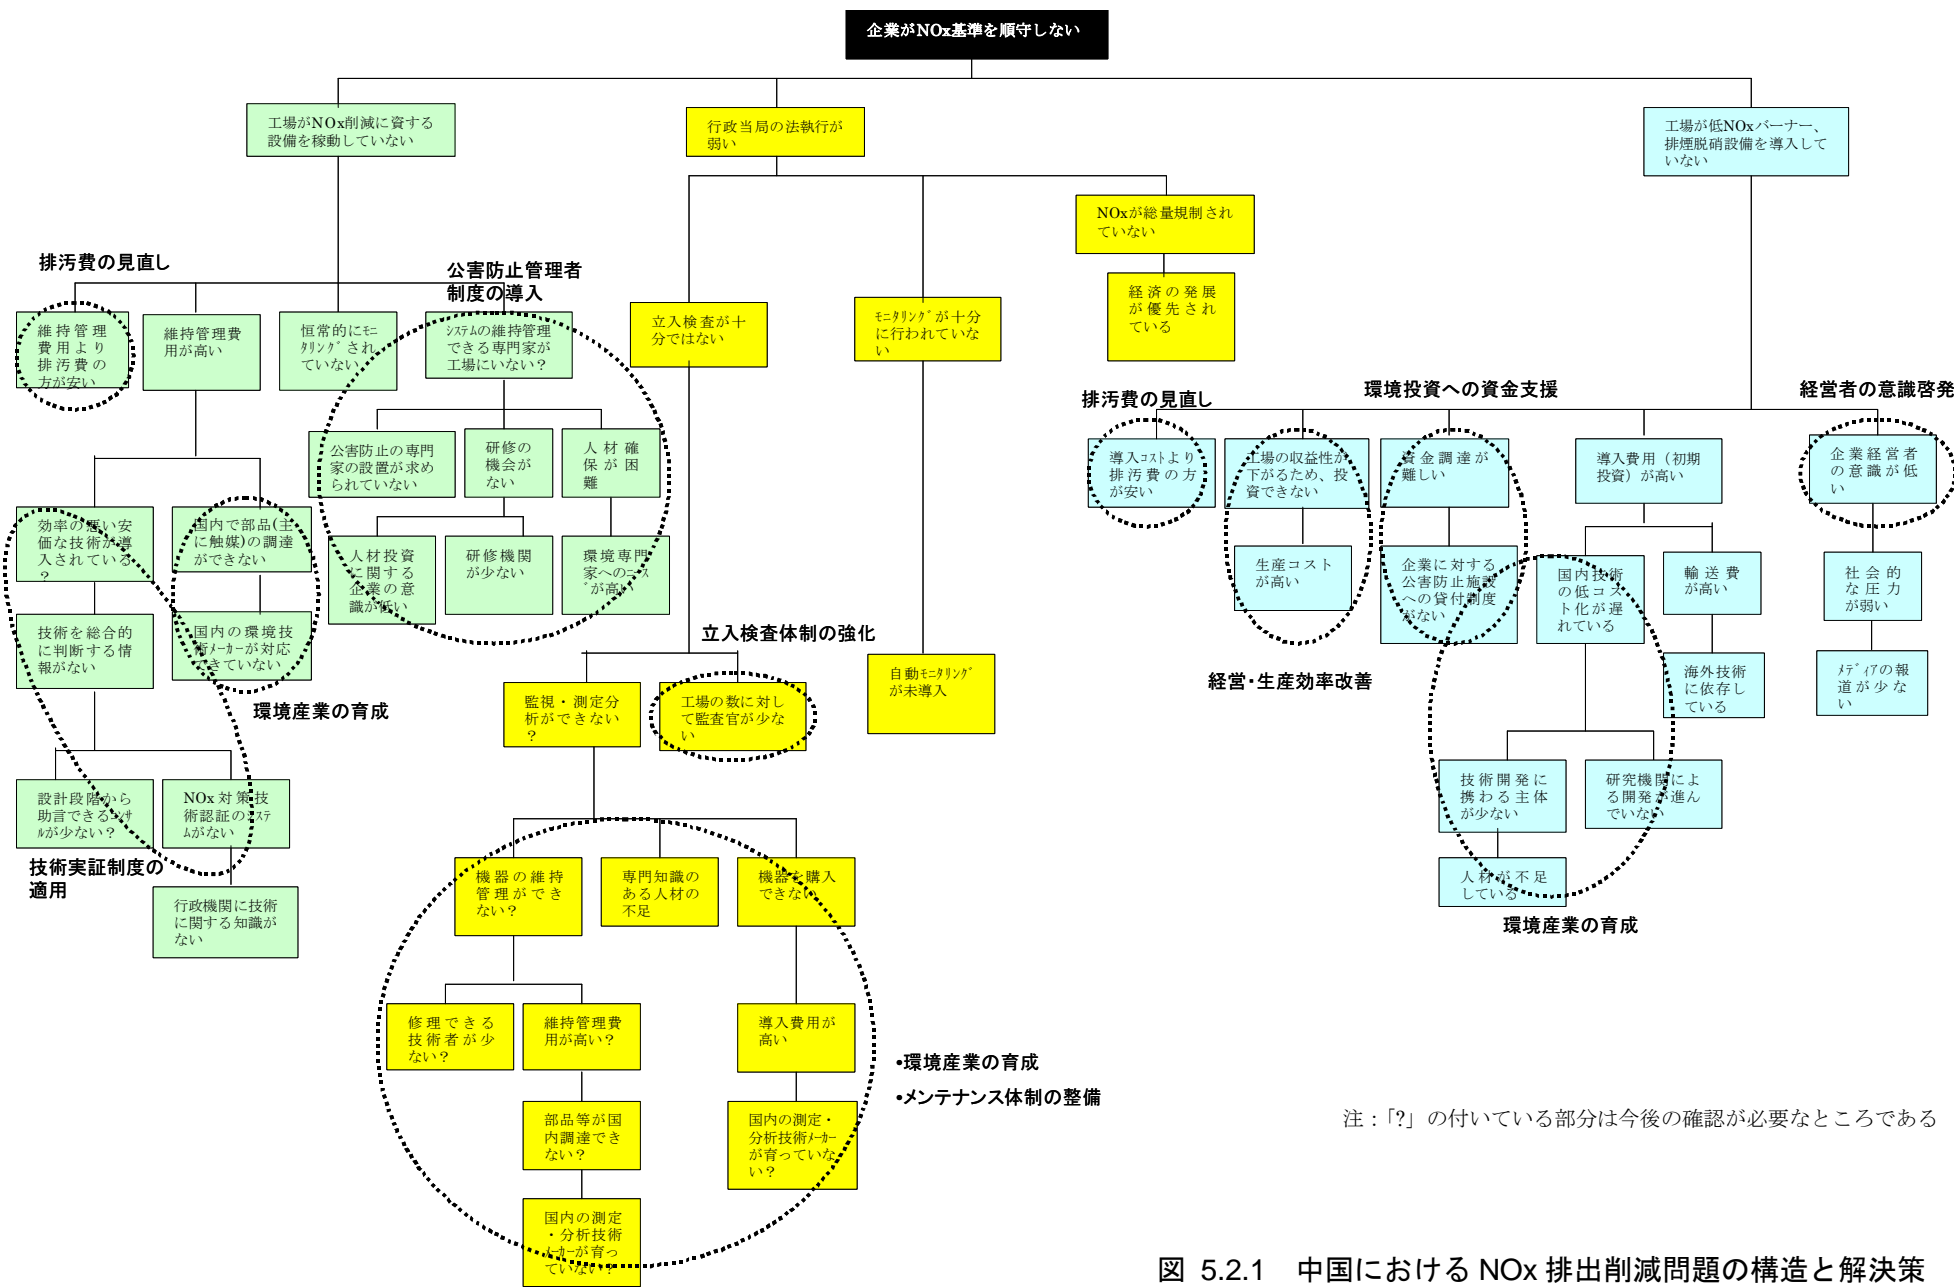 企業がNOx基準を順守しない
工場がNOx削減に資する
設備を稼動していない
行政当局の法執行が
弱い
工場が低NOxバーナー、
排煙脱硝設備を導入して
いない
NOxが総量規制され
ていない
経済の発展
が優先され
ている
排汚費の見直し
公害防止管理者
制度の導入
維持管理
費用より
排汚費の
方が安い
維持管理費
用が高い
恒常的にﾓﾆ
ﾀﾘﾝｸﾞされ
ていない
ｼｽﾃﾑの維持管理
できる専門家が
工場にいない?
立入検査が十
分ではない
ﾓﾆﾀﾘﾝｸﾞが十分
に行われていな
い
公害防止の専門
家の設置が求め
られていない
研修の
機会が
ない
人材確
保が困
難
効率の悪い安
価な技術が導
入されている
?
国内で部品(主
に触媒)の調達
ができない
人材投資
に関する
企業の意
識が低い
研修機関
が少ない
環境専門
家へのﾆｰｽ
ﾞが高い
技術を総合的
に判断する情
報がない
国内の環境技
術ﾒｰｶｰが対応
できていない
環境産業の育成
設計段階から
助言できるｺﾝｻ
ﾙが少ない?
NOx対策技
術認証のｼｽﾃ
ﾑがない
技術実証制度の
適用
行政機関に技術
に関する知識が
ない
立入検査体制の強化
監視・測定分
析ができない
?
工場の数に対し
て監査官が少な
い
自動ﾓﾆﾀﾘﾝｸﾞ
が未導入
機器の維持
管理ができ
ない?
専門知識の
ある人材の
不足
機器を購入
できない
修理できる
技術者が少
ない?
維持管理費
用が高い?
導入費用が
高い
部品等が国
内調達でき
ない?
国内の測定・
分析技術ﾒｰｶｰ
が育っていな
い?
国内の測定
・分析技術
ﾒｰｶｰが育っ
ていない?
•環境産業の育成
•メンテナンス体制の整備
排汚費の見直し
環境投資への資金支援
経営者の意識啓発
導入ｺｽﾄより
排汚費の方
が安い
工場の収益性が
下がるため、投
資できない
資金調達が
難しい
導入費用（初期
投資）が高い
企業経営者
の意識が低
い
生産コスト
が高い
企業に対する
公害防止施設
への貸付制度
がない
国内技術
の低コス
ト化が遅
れている
輸送費
が高い
社会的
な圧力
が弱い
経営・生産効率改善
海外技術
に依存し
ている
ﾒﾃﾞｨｱの報
道が少な
い
技術開発に
携わる主体
が少ない
研究機関によ
る開発が進ん
でいない
人材が不足
している
環境産業の育成
注：「?」の付いている部分は今後の確認が必要なところである
図 5.2.1　中国における NOx 排出削減問題の構造と解決策